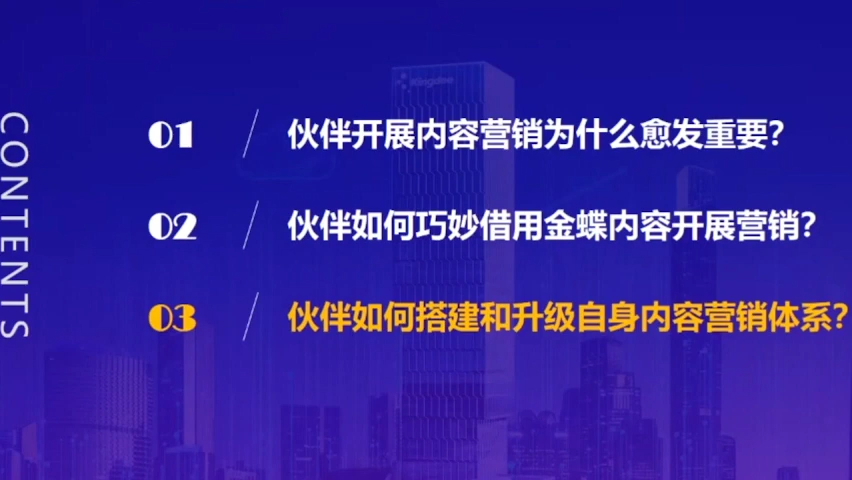 Kingdee
CONTENTS
01 / 伙伴开展内容营销为什么愈发重要?
02 / 伙伴如何巧妙借用金蝶内容开展营销?
03 / 伙伴如何搭建和升级自身内容营销体系?